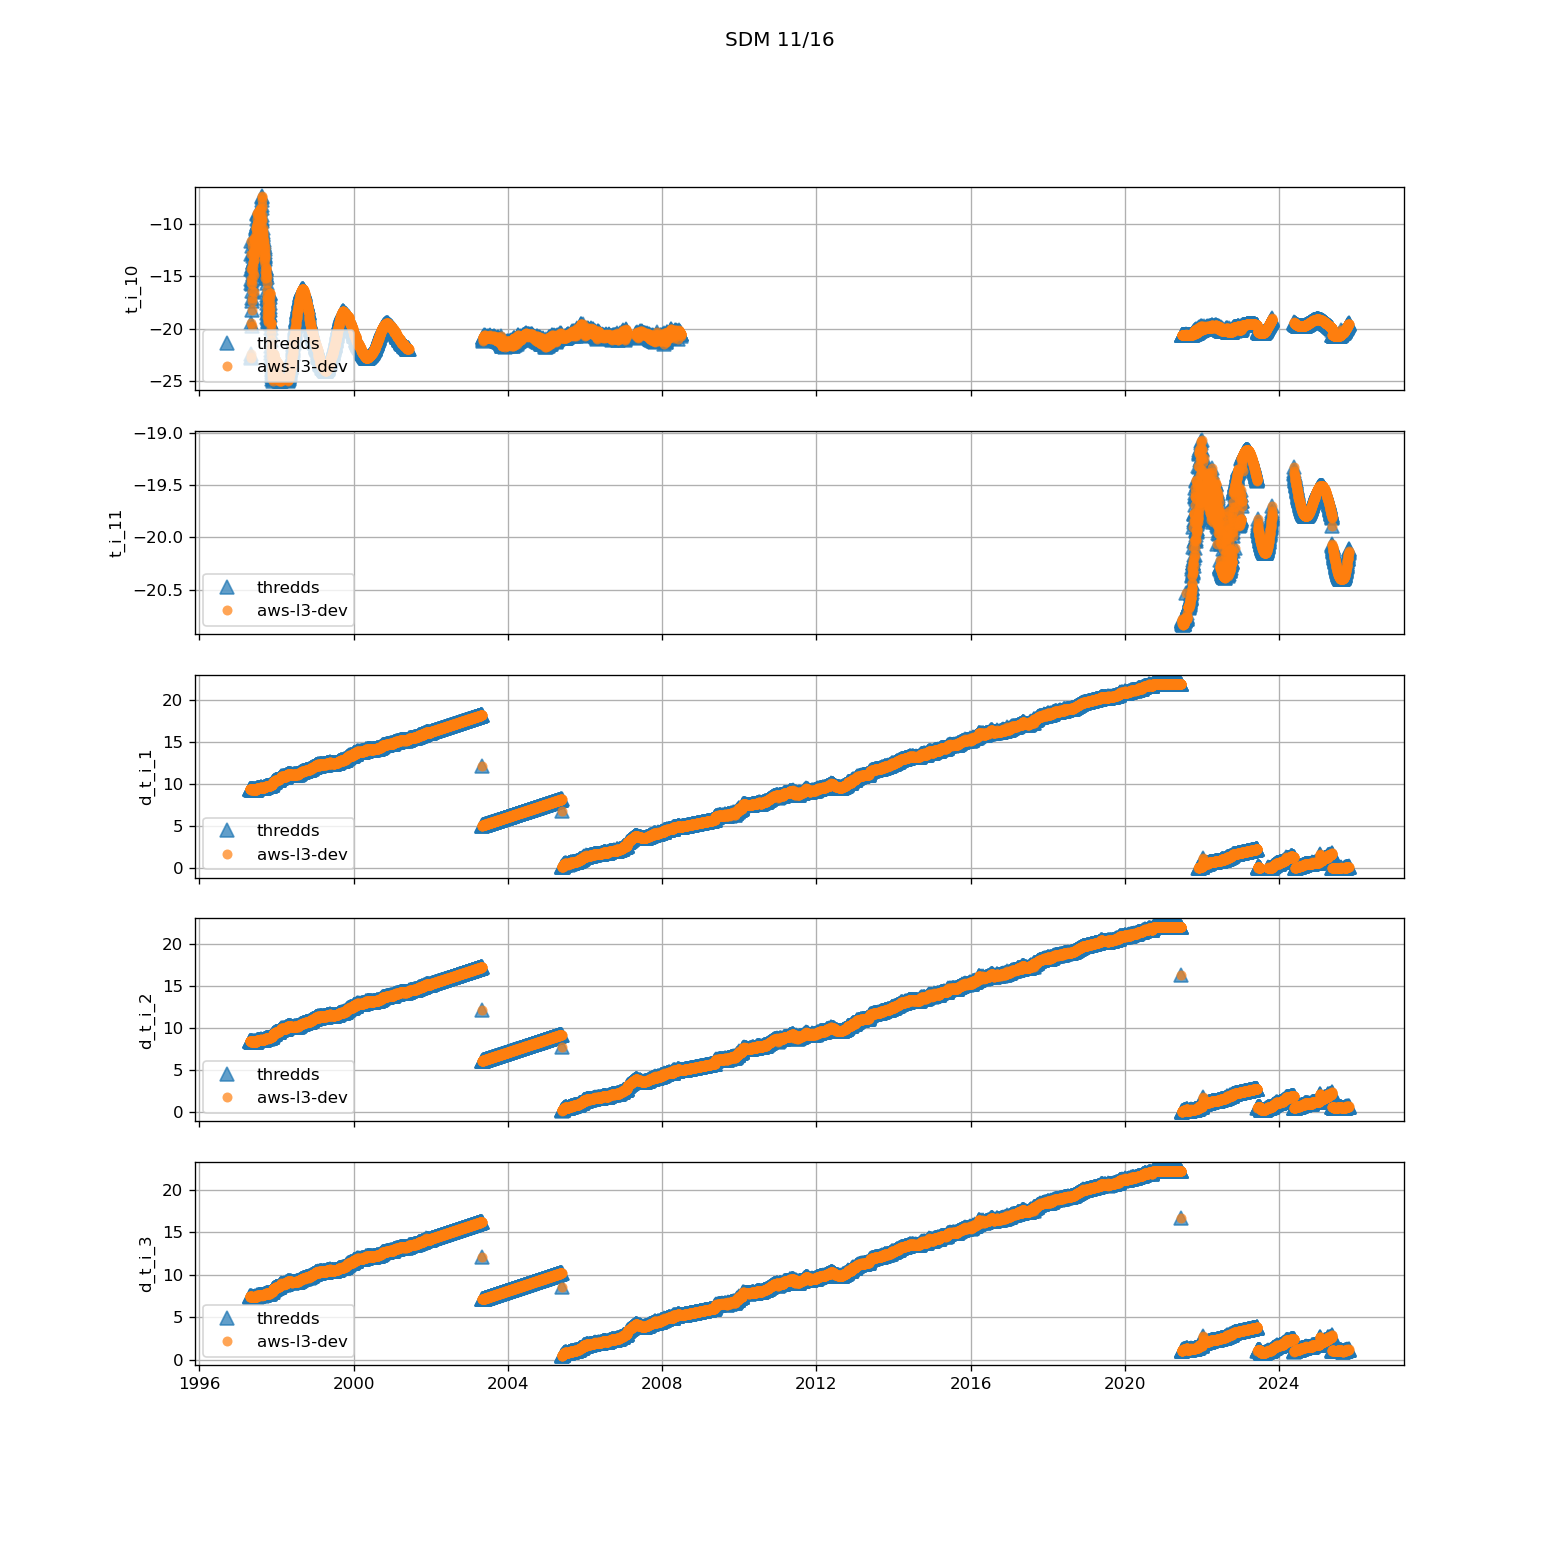 SDM 11/16
t_i_10
−10
−15
−20
−25
thredds
aws-l3-dev
t_i_11
−19.0
−19.5
−20.0
−20.5
thredds
aws-l3-dev
d_t_i_1
20
15
10
5
0
thredds
aws-l3-dev
d_t_i_2
20
15
10
5
0
thredds
aws-l3-dev
d_t_i_3
20
15
10
5
0
thredds
aws-l3-dev
1996 2000 2004 2008 2012 2016 2020 2024